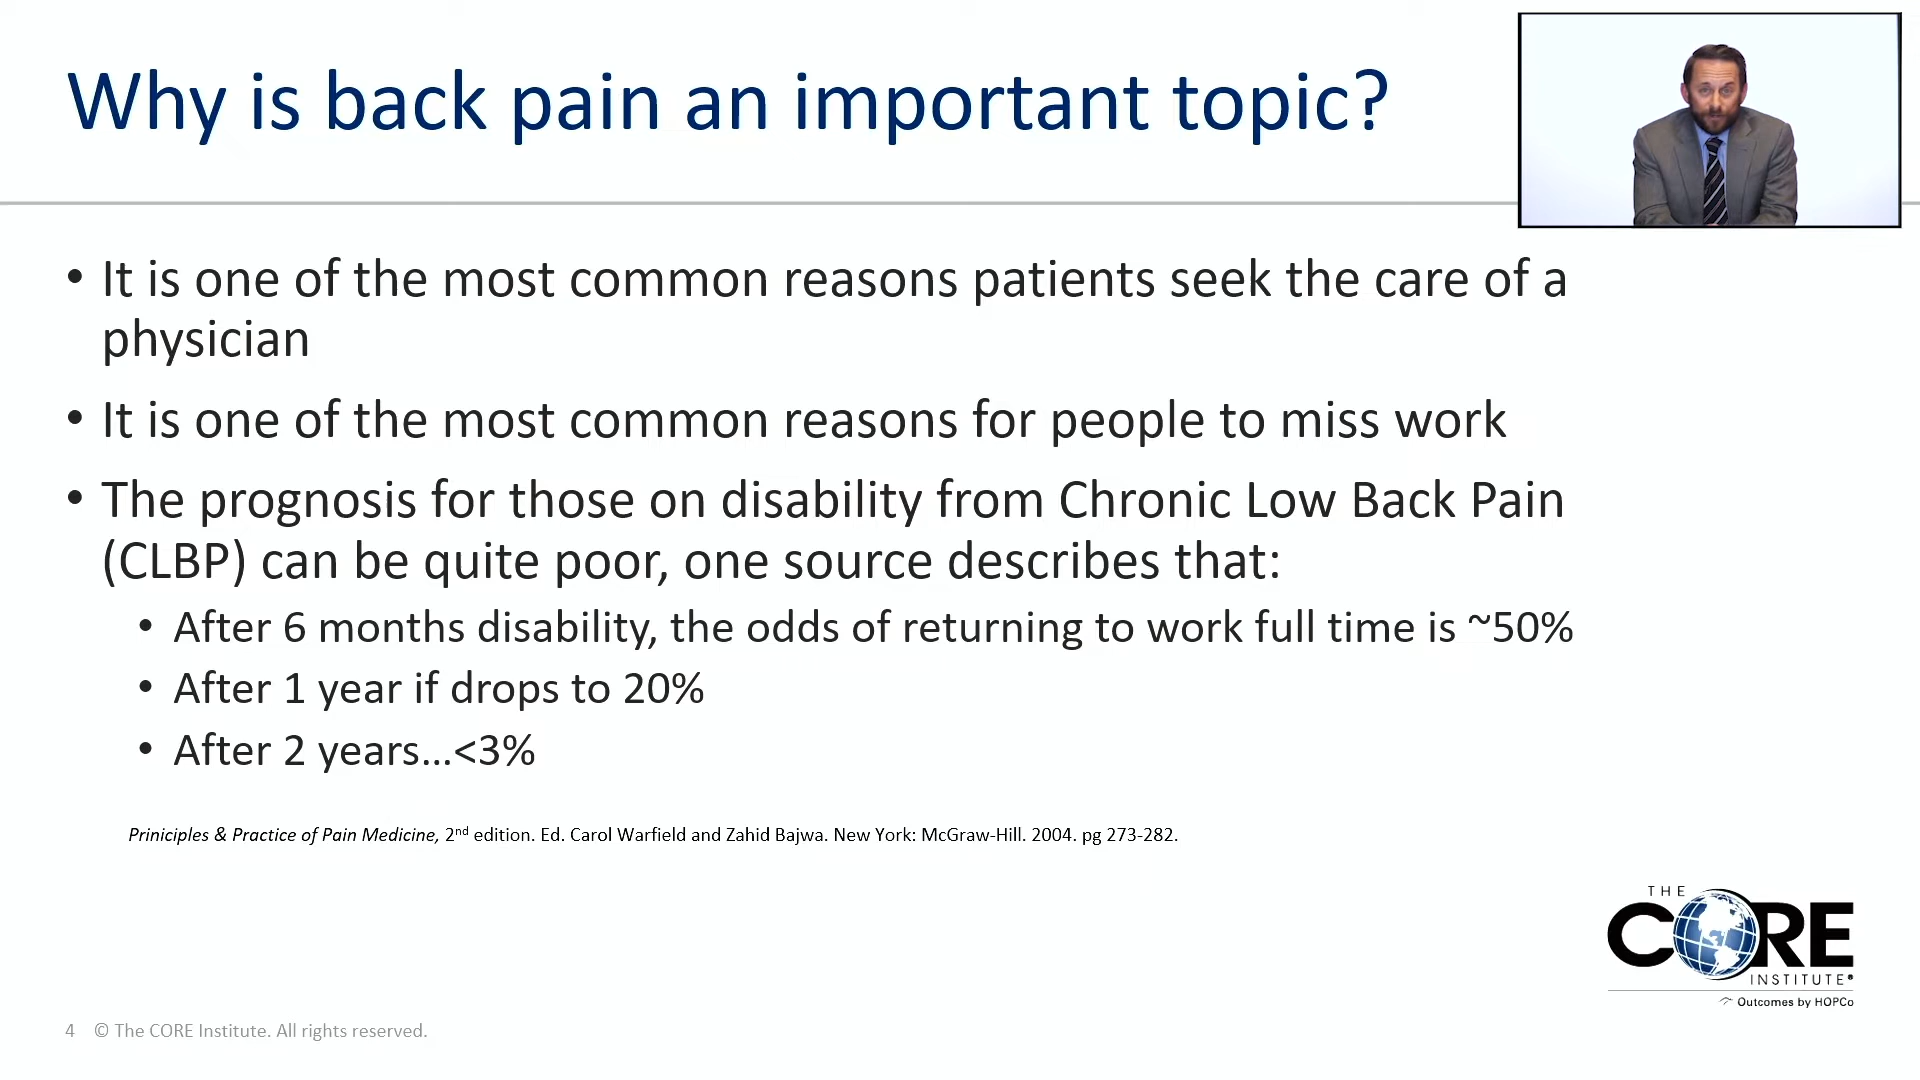 Why is back pain an important topic?
• It is one of the most common reasons patients seek the care of a
physician
• It is one of the most common reasons for people to miss work
• The prognosis for those on disability from Chronic Low Back Pain
(CLBP) can be quite poor, one source describes that:
• After 6 months disability, the odds of returning to work full time is ~50%
• After 1 year if drops to 20%
• After 2 years...<3%
Priniciples & Practice of Pain Medicine, 2nd edition. Ed. Carol Warfield and Zahid Bajwa. New York: McGraw-Hill. 2004. pg 273-282.
THE
CORE
INSTITUTE®
Outcomes by HOPCo
4 © The CORE Institute. All rights reserved.